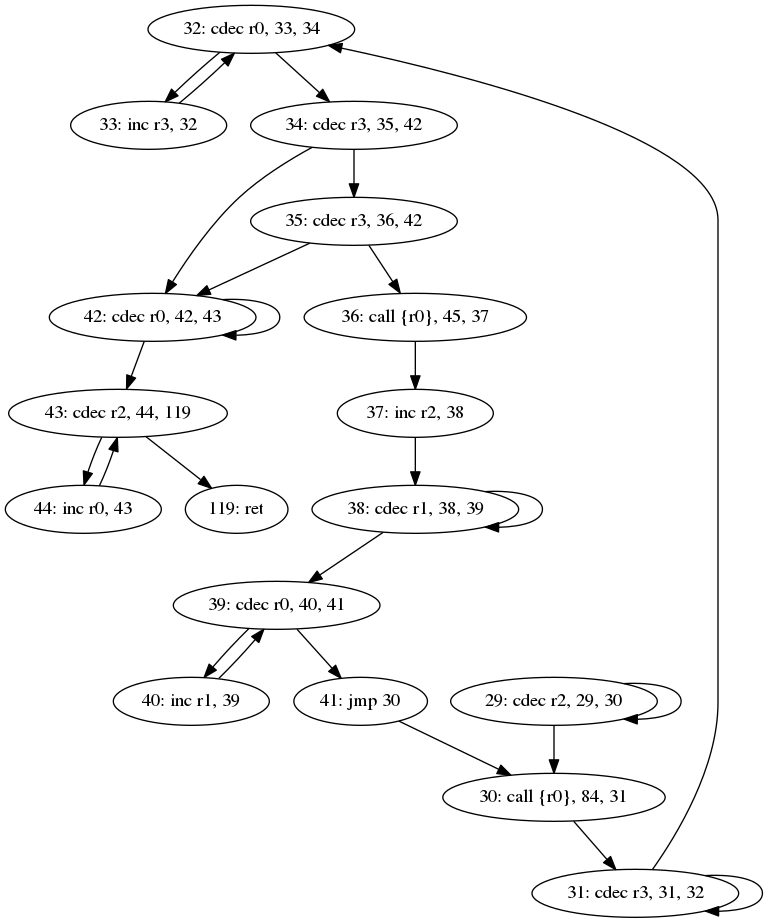 32: cdec r0, 33, 34
33: inc r3, 32
34: cdec r3, 35, 42
35: cdec r3, 36, 42
42: cdec r0, 42, 43
36: call {r0}, 45, 37
43: cdec r2, 44, 119
37: inc r2, 38
44: inc r0, 43
119: ret
38: cdec r1, 38, 39
39: cdec r0, 40, 41
40: inc r1, 39
41: jmp 30
29: cdec r2, 29, 30
30: call {r0}, 84, 31
31: cdec r3, 31, 32